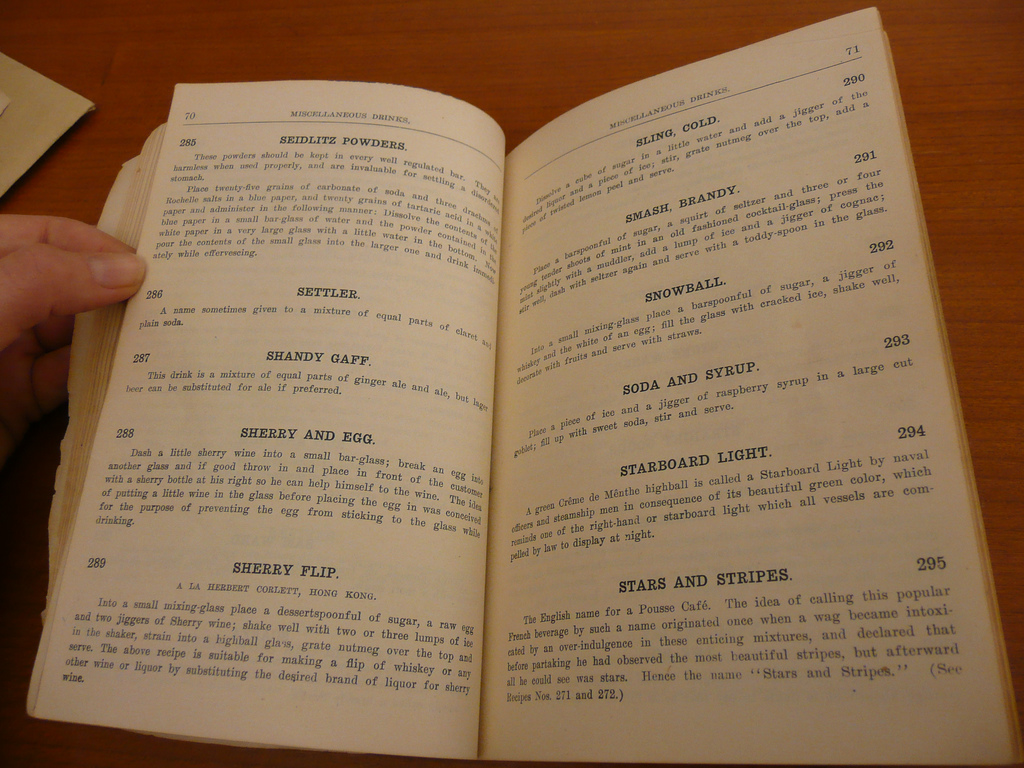 70
MISCELLANEOUS DRINKS.
285
SEIDLITZ POWDERS.
These powders should be kept in every well regulated bar. They are
harmless when used properly, and are invaluable for settling a disordered
stomach.
Place twenty-five grains of carbonate of soda and three drachms of
Rochelle salts in a blue paper, and twenty grains of tartaric acid in a white
paper and administer in the following manner: Dissolve the contents of the
blue paper in a small bar-glass of water and the powder contained in the
white paper in a very large glass with a little water in the bottom. Now
pour the contents of the small glass into the larger one and drink immedi-
ately while effervescing.
286
SETTLER.
A name sometimes given to a mixture of equal parts of claret and
plain soda.
287
SHANDY GAFF.
This drink is a mixture of equal parts of ginger ale and ale, but lager
beer can be substituted for ale if preferred.
288
SHERRY AND EGG.
Dash a little sherry wine into a small bar-glass; break an egg into
another glass and if good throw in and place in front of the customer
with a sherry bottle at his right so he can help himself to the wine. The idea
of putting a little wine in the glass before placing the egg in was conceived
for the purpose of preventing the egg from sticking to the glass while
drinking.
289
SHERRY FLIP.
A LA HERBERT CORLETT, HONG KONG.
Into a small mixing-glass place a dessertspoonful of sugar, a raw egg
and two jiggers of Sherry wine; shake well with two or three lumps of ice
in the shaker, strain into a highball glass, grate nutmeg over the top and
serve. The above recipe is suitable for making a flip of whiskey or any
other wine or liquor by substituting the desired brand of liquor for sherry
wine.
71
MISCELLANEOUS DRINKS.
290
SLING, COLD.
Dissolve a cube of sugar in a little water and add a jigger of the
desired liquor and a piece of ice; stir, grate nutmeg over the top, add a
piece of twisted lemon peel and serve.
291
SMASH, BRANDY.
Place a barspoonful of sugar, a squirt of seltzer and three or four
young tender shoots of mint in an old fashioned cocktail-glass; press the
mint slightly with a muddler, add a lump of ice and a jigger of cognac;
stir well, dash with seltzer again and serve with a toddy-spoon in the glass.
292
SNOWBALL.
Into a small mixing-glass place a barspoonful of sugar, a jigger of
whiskey and the white of an egg; fill the glass with cracked ice, shake well,
decorate with fruits and serve with straws.
293
SODA AND SYRUP.
Place a piece of ice and a jigger of raspberry syrup in a large cut
goblet; fill up with sweet soda, stir and serve.
294
STARBOARD LIGHT.
A green Crême de Mênthe highball is called a Starboard Light by naval
officers and steamship men in consequence of its beautiful green color, which
reminds one of the right-hand or starboard light which all vessels are com-
pelled by law to display at night.
295
STARS AND STRIPES.
The English name for a Pousse Café. The idea of calling this popular
French beverage by such a name originated once when a wag became intoxi-
cated by an over-indulgence in these enticing mixtures, and declared that
before partaking he had observed the most beautiful stripes, but afterward
all he could see was stars. Hence the name "Stars and Stripes." (See
Recipes Nos. 271 and 272.)